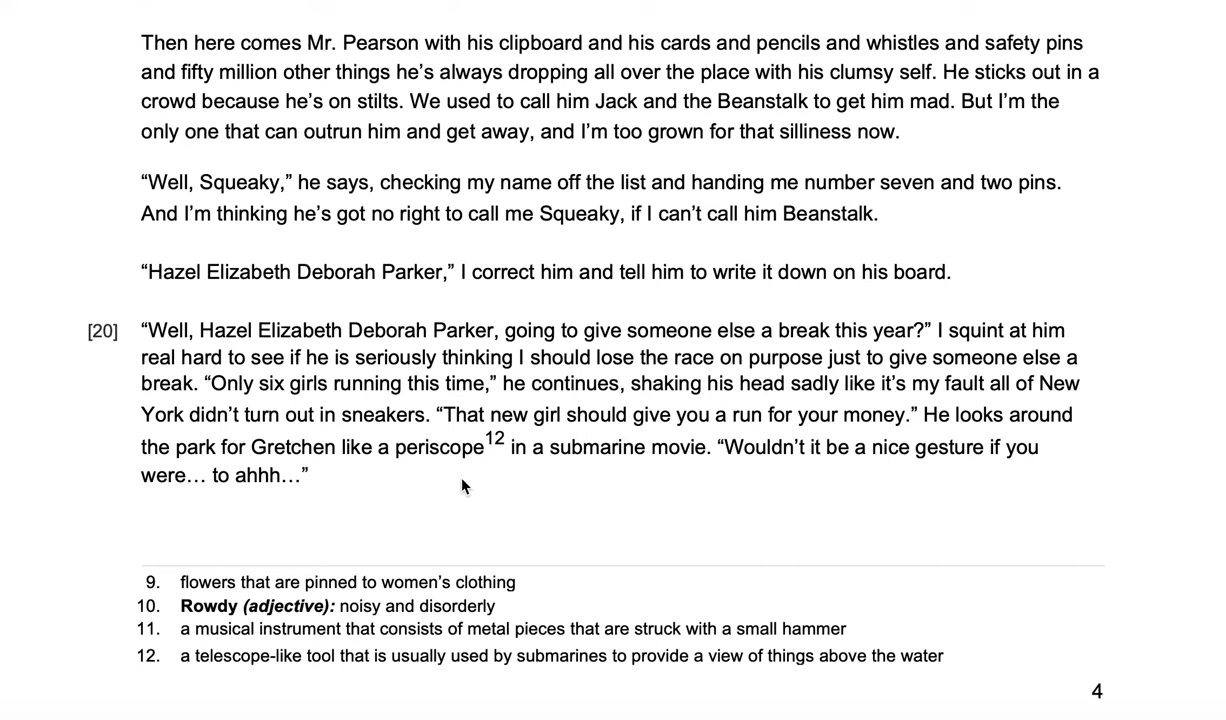 Then here comes Mr. Pearson with his clipboard and his cards and pencils and whistles and safety pins
and fifty million other things he’s always dropping all over the place with his clumsy self. He sticks out in a
crowd because he’s on stilts. We used to call him Jack and the Beanstalk to get him mad. But I’m the
only one that can outrun him and get away, and I’m too grown for that silliness now.
“Well, Squeaky,” he says, checking my name off the list and handing me number seven and two pins.
And I’m thinking he’s got no right to call me Squeaky, if I can’t call him Beanstalk.
“Hazel Elizabeth Deborah Parker,” I correct him and tell him to write it down on his board.
[20] “Well, Hazel Elizabeth Deborah Parker, going to give someone else a break this year?” I squint at him
real hard to see if he is seriously thinking I should lose the race on purpose just to give someone else a
break. “Only six girls running this time,” he continues, shaking his head sadly like it’s my fault all of New
York didn’t turn out in sneakers. “That new girl should give you a run for your money.” He looks around
the park for Gretchen like a periscope12 in a submarine movie. “Wouldn’t it be a nice gesture if you
were… to ahhh…”
9. flowers that are pinned to women’s clothing
10. Rowdy (adjective): noisy and disorderly
11. a musical instrument that consists of metal pieces that are struck with a small hammer
12. a telescope-like tool that is usually used by submarines to provide a view of things above the water
4